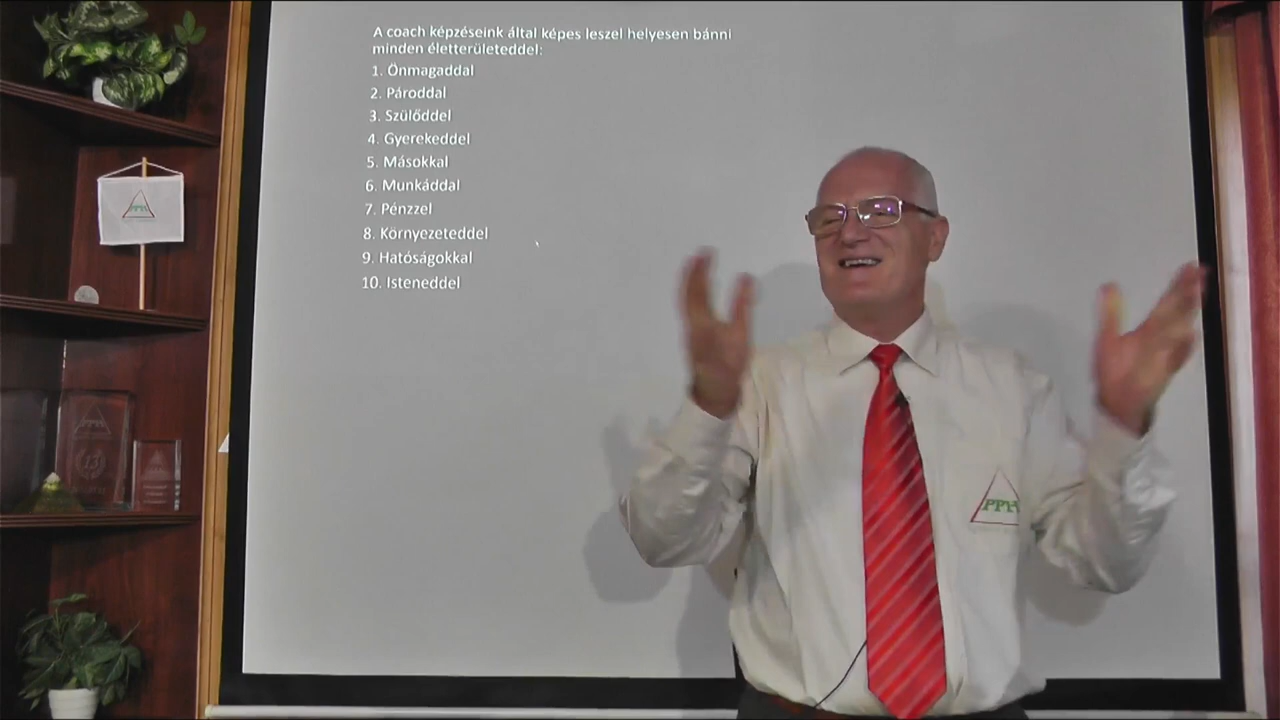 A coach képzéseink által képes leszel helyesen bánni
minden életterületeddel:
1. Önmagaddal
2. Pároddal
3. Szülőddel
4. Gyerekeddel
5. Másokkal
6. Munkáddal
7. Pénzzel
8. Környezeteddel
9. Hatóságokkal
10. Isteneddel